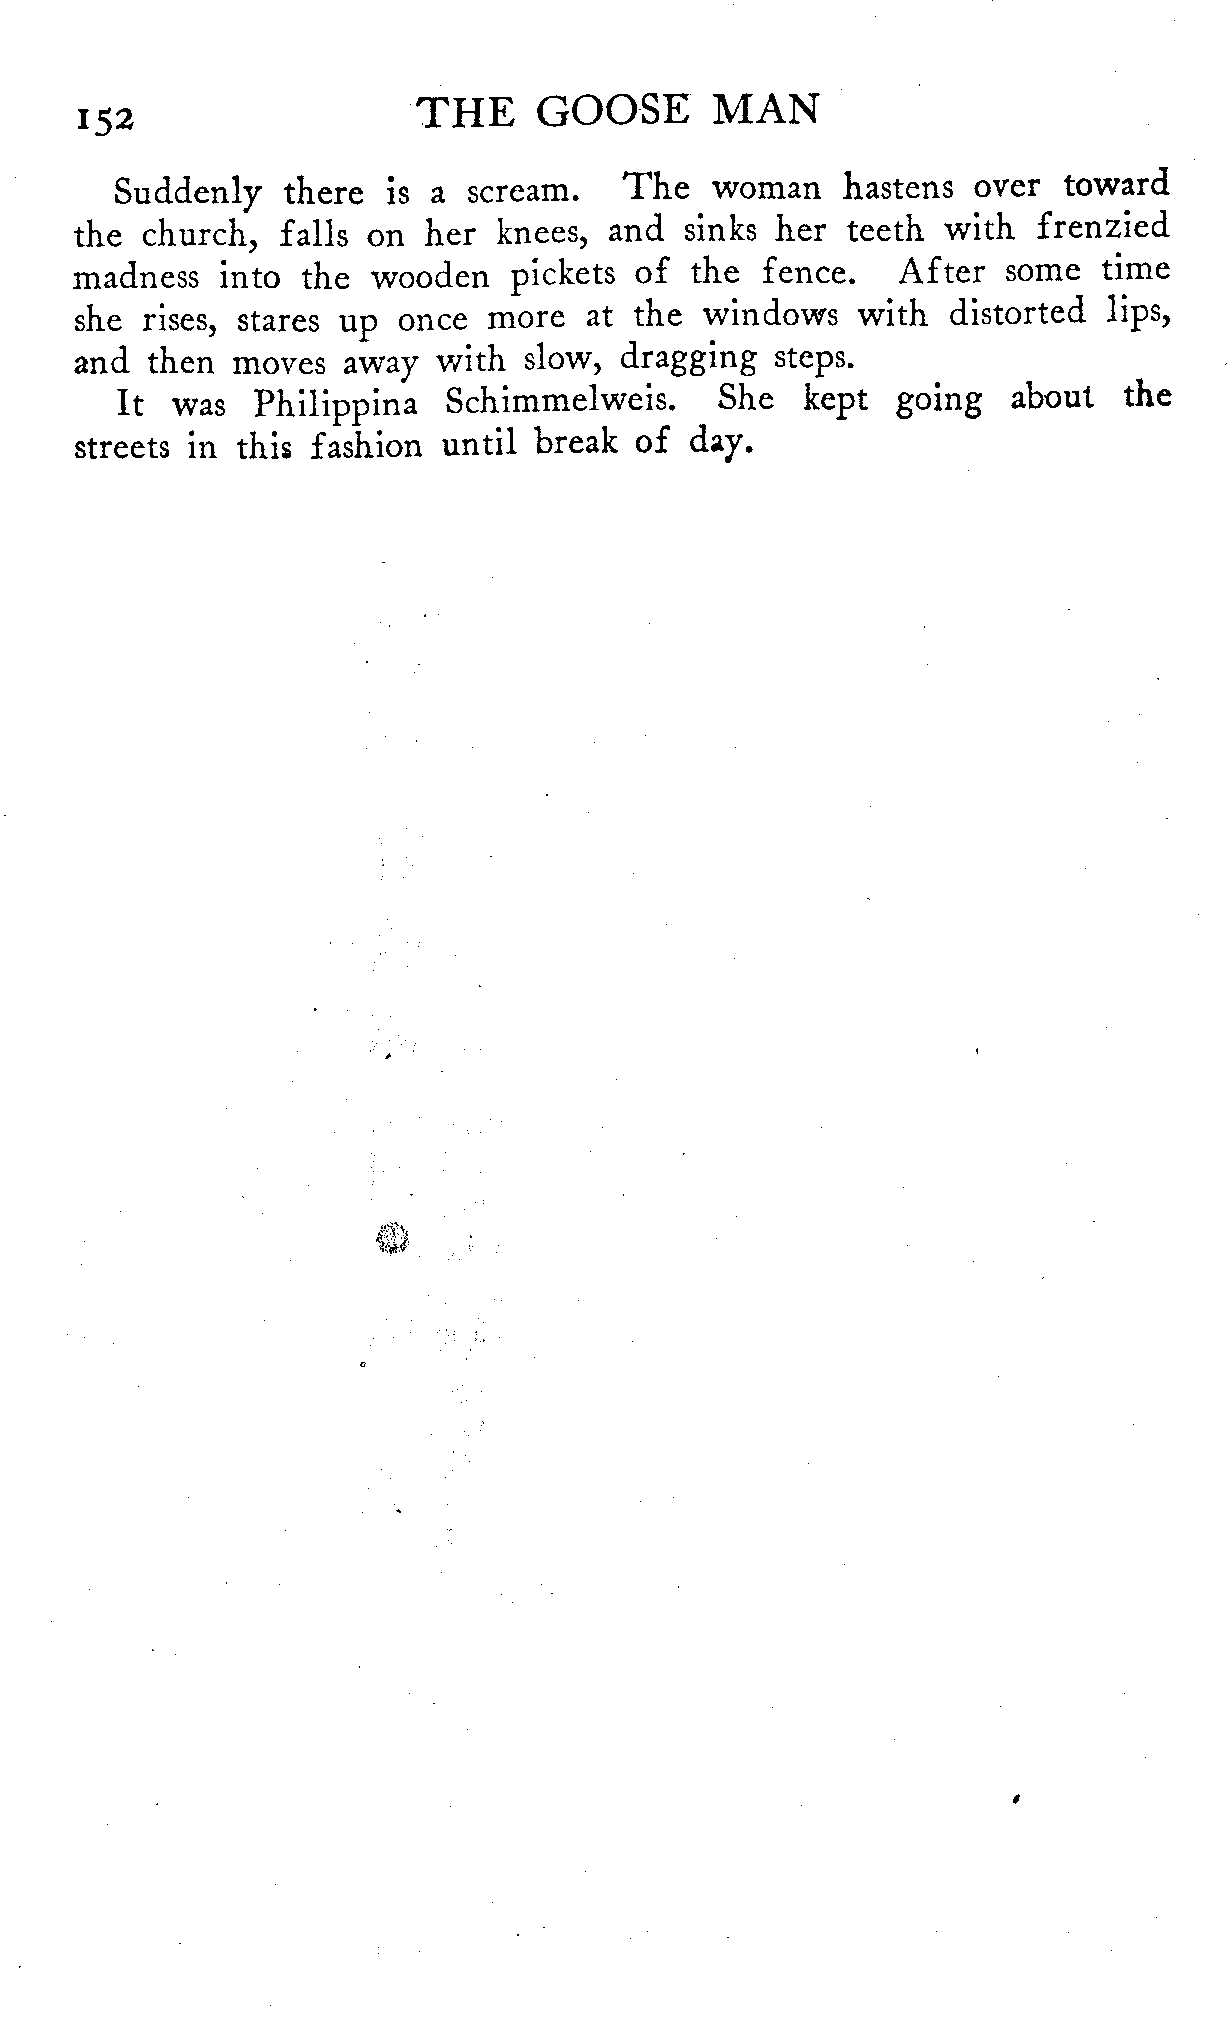 152 THE GOOSE MAN
Suddenly there is a scream. The woman hastens over toward
the church, falls on her knees, and sinks her teeth with frenzied
madness into the wooden pickets of the fence. After some time
she rises, stares up once more at the windows with distorted lips,
and then moves away with slow, dragging steps.
It was Philippina Schimmelweis. She kept going about the
streets in this fashion until break of day.